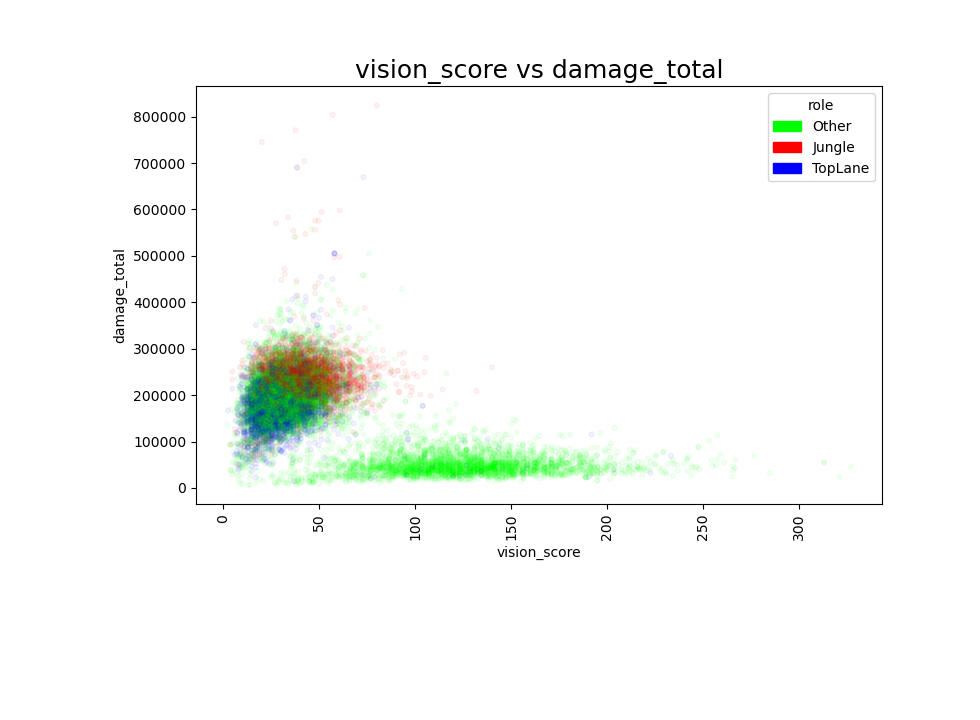 vision_score vs damage_total
role
Other
Jungle
TopLane
damage_total
800000
700000
600000
500000
400000
300000
200000
100000
0
0
50
100
150
200
250
300
vision_score